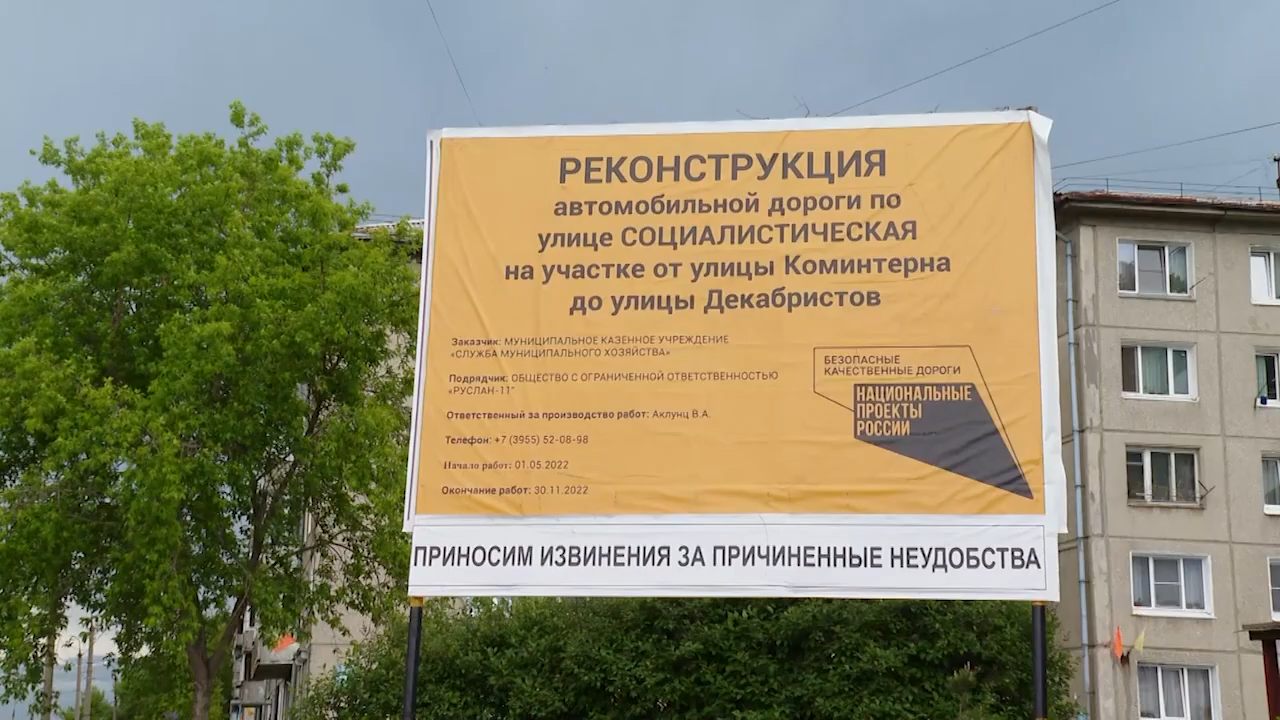 РЕКОНСТРУКЦИЯ
автомобильной дороги по
улице СОЦИАЛИСТИЧЕСКАЯ
на участке от улицы Коминтерна
до улицы Декабристов
Заказчик: МУНИЦИПАЛЬНОЕ КАЗЕННОЕ УЧРЕЖДЕНИЕ
«СЛУЖБА МУНИЦИПАЛЬНОГО ХОЗЯЙСТВА»
Подрядчик: ОБЩЕСТВО С ОГРАНИЧЕННОЙ ОТВЕТСТВЕННОСТЬЮ
«РУСЛАН-11"
Ответственный за производство работ: Аклунц В.А.
Телефон: +7 (3955) 52-08-98
Начало работ: 01.05.2022
Окончание работ: 30.11.2022
БЕЗОПАСНЫЕ
КАЧЕСТВЕННЫЕ ДОРОГИ
НАЦИОНАЛЬНЫЕ
ПРОЕКТЫ
РОССИИ
ПРИНОСИМ ИЗВИНЕНИЯ ЗА ПРИЧИНЕННЫЕ НЕУДОБСТВА